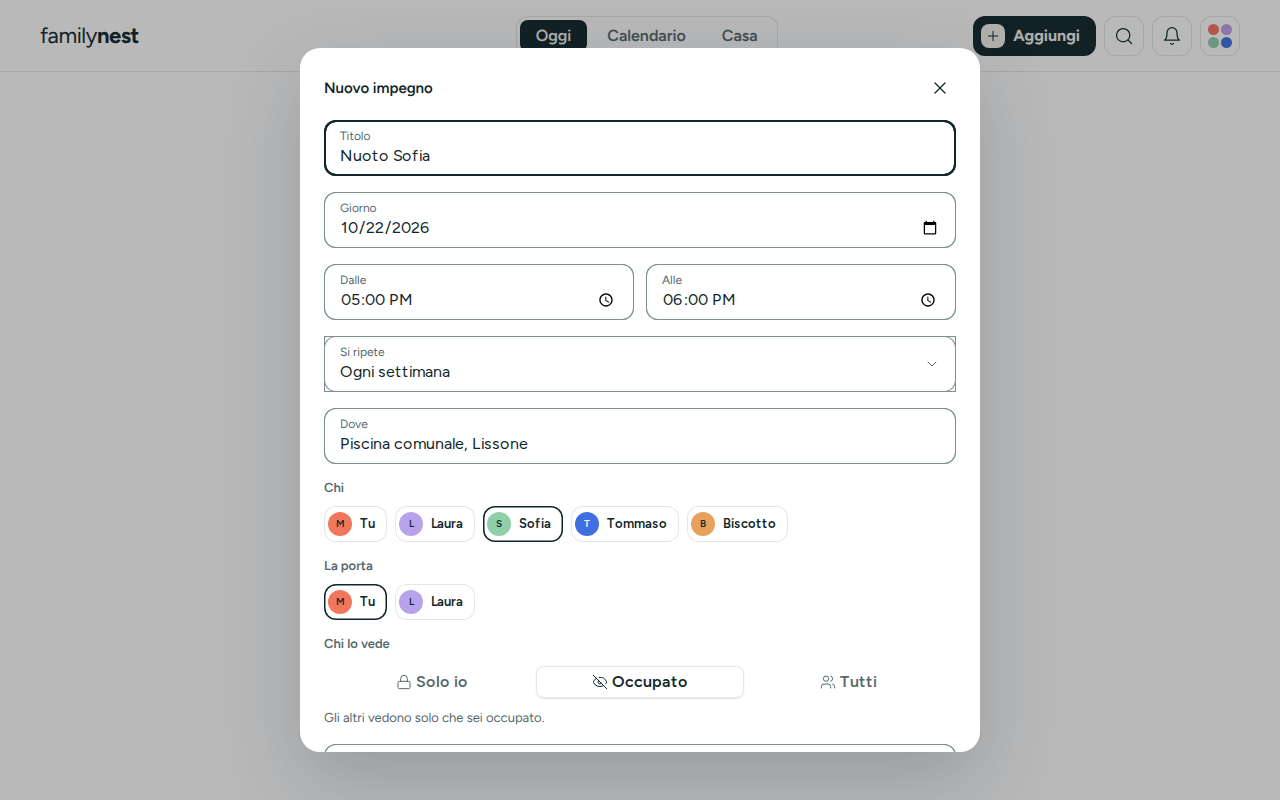 familynest
Oggi Calendario Casa
Aggiungi
Nuovo impegno
Titolo
Nuoto Sofia
Giorno
10/22/2026
Dalle Alle
05:00 PM 06:00 PM
Si ripete
Ogni settimana
Dove
Piscina comunale, Lissone
Chi
M Tu L Laura S Sofia T Tommaso B Biscotto
La porta
M Tu L Laura
Chi lo vede
Solo io Occupato Tutti
Gli altri vedono solo che sei occupato.